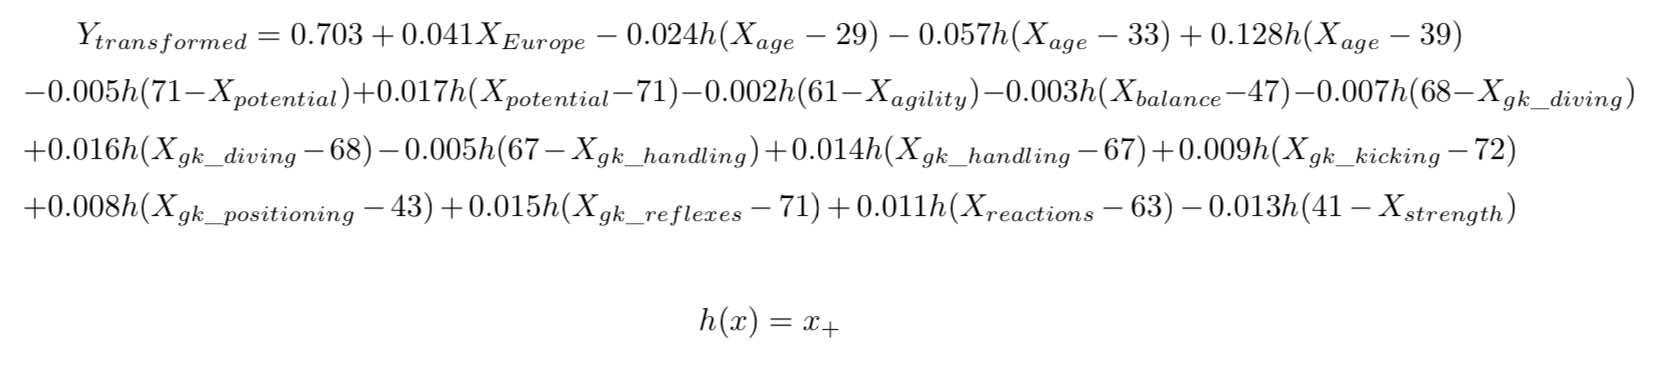 Y_{transformed} = 0.703 + 0.041X_{Europe} − 0.024h(X_{age} − 29) − 0.057h(X_{age} − 33) + 0.128h(X_{age} − 39)
−0.005h(71−X_{potential})+0.017h(X_{potential}−71)−0.002h(61−X_{agility})−0.003h(X_{balance}−47)−0.007h(68−X_{gk_diving})
+0.016h(X_{gk_diving} − 68) − 0.005h(67 − X_{gk_handling}) + 0.014h(X_{gk_handling} − 67) + 0.009h(X_{gk_kicking} − 72)
+0.008h(X_{gk_positioning} − 43) + 0.015h(X_{gk_reflexes} − 71) + 0.011h(X_{reactions} − 63) − 0.013h(41 − X_{strength})
h(x) = x_+